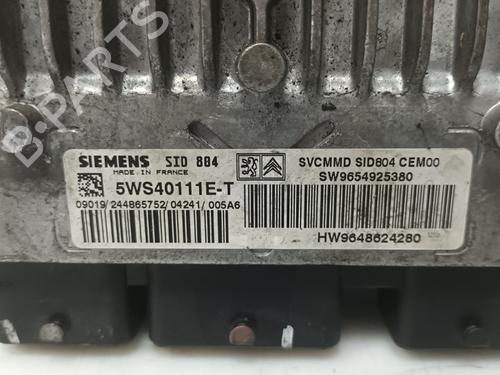 B-PARTS
SIEMENS SID 804
MADE IN FRANCE
5WS40111E-T
09019/244865752/04241/005A6
SVCMMD SID804 CEM00
SW9654925380
HW9648624280